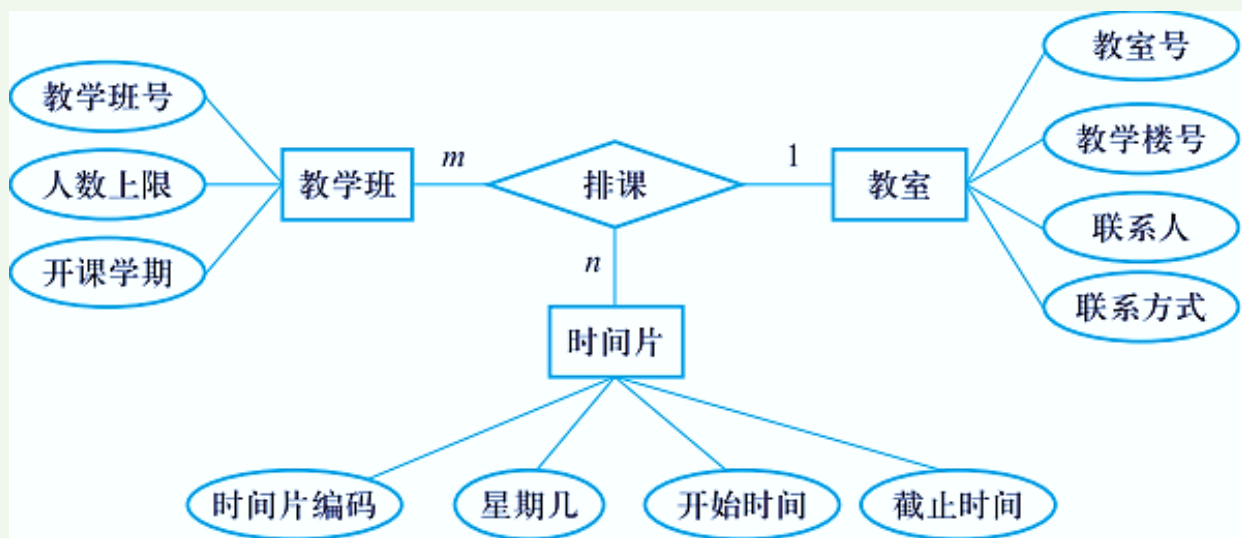 教室号
教学班号
教学楼号
m
1
人数上限
教学班
排课
教室
联系人
开课学期
n
联系方式
时间片
时间片编码
星期几
开始时间
截止时间